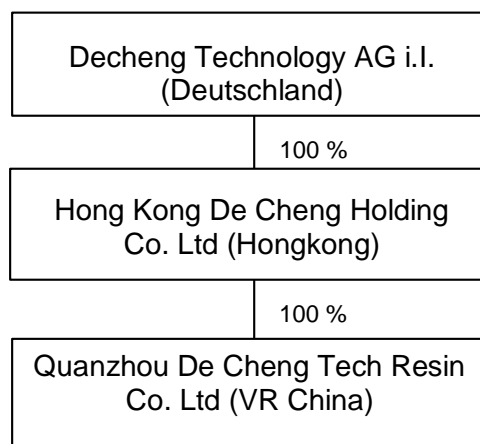 Decheng Technology AG i.I.
(Deutschland)
100 %
Hong Kong De Cheng Holding
Co. Ltd (Hongkong)
100 %
Quanzhou De Cheng Tech Resin
Co. Ltd (VR China)